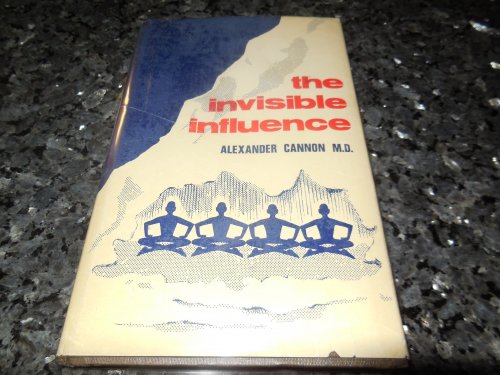 the
invisible
influence
ALEXANDER CANNON M.D.